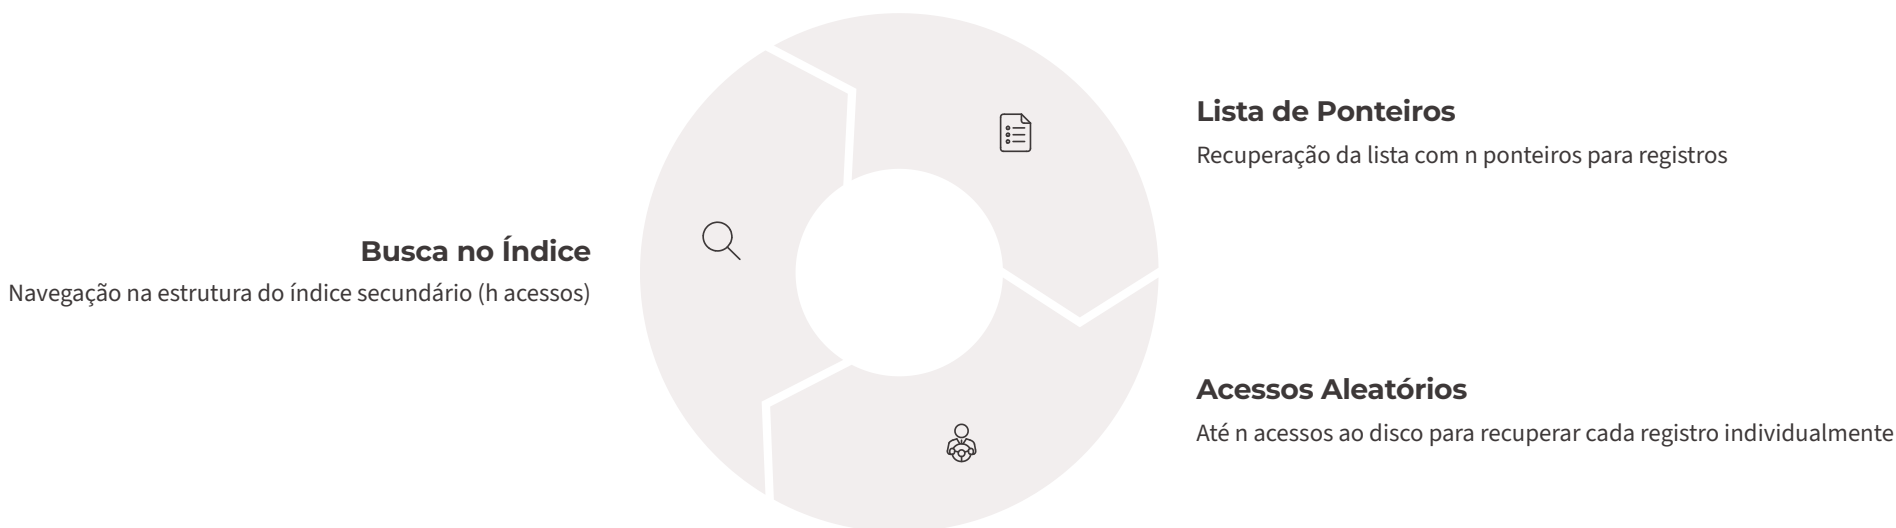 Busca no Índice
Navegação na estrutura do índice secundário (h acessos)
Lista de Ponteiros
Recuperação da lista com n ponteiros para registros
Acessos Aleatórios
Até n acessos ao disco para recuperar cada registro individualmente